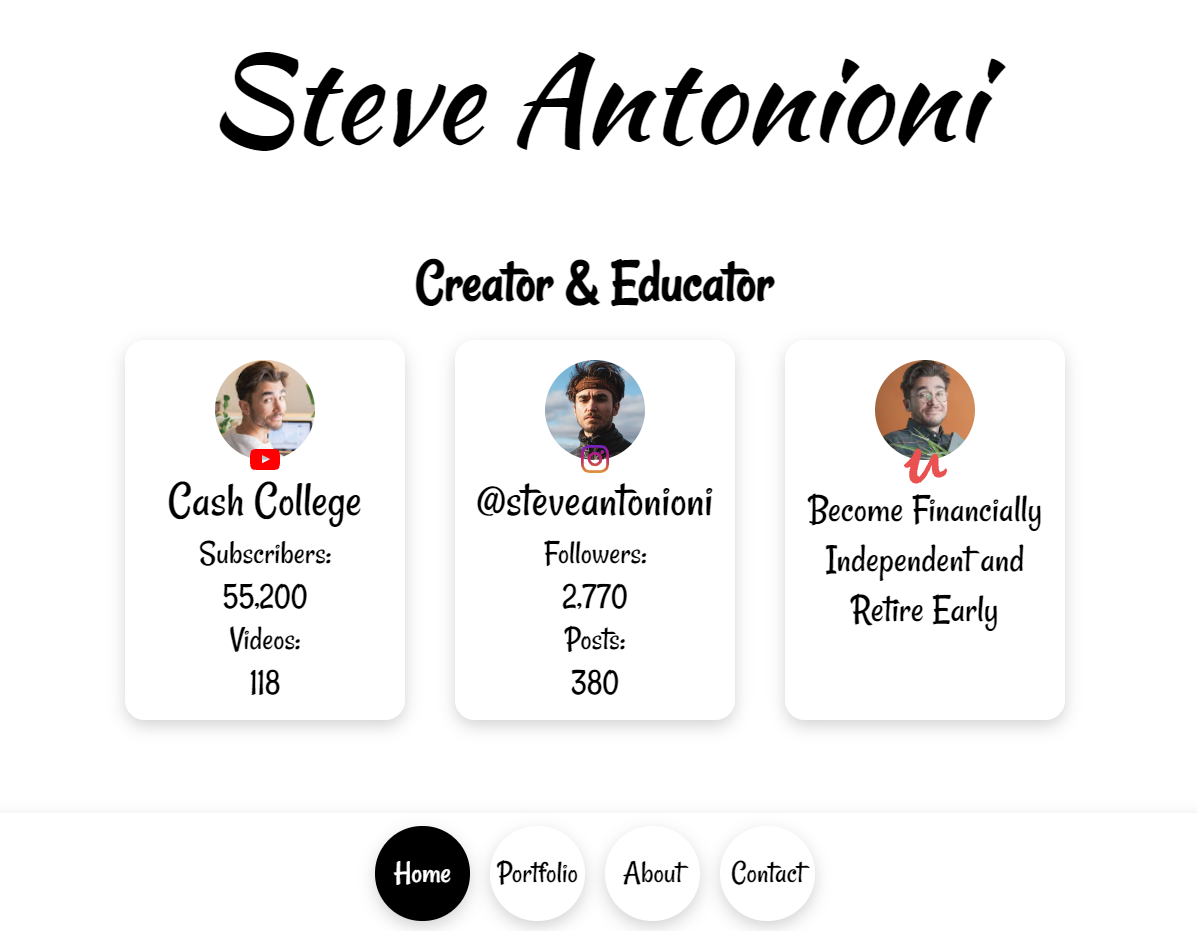 Steve Antonioni
Creator & Educator
Cash College
Subscribers:
55,200
Videos:
118
@steveantonioni
Followers:
2,770
Posts:
380
Become Financially
Independent and
Retire Early
Home
Portfolio
About
Contact